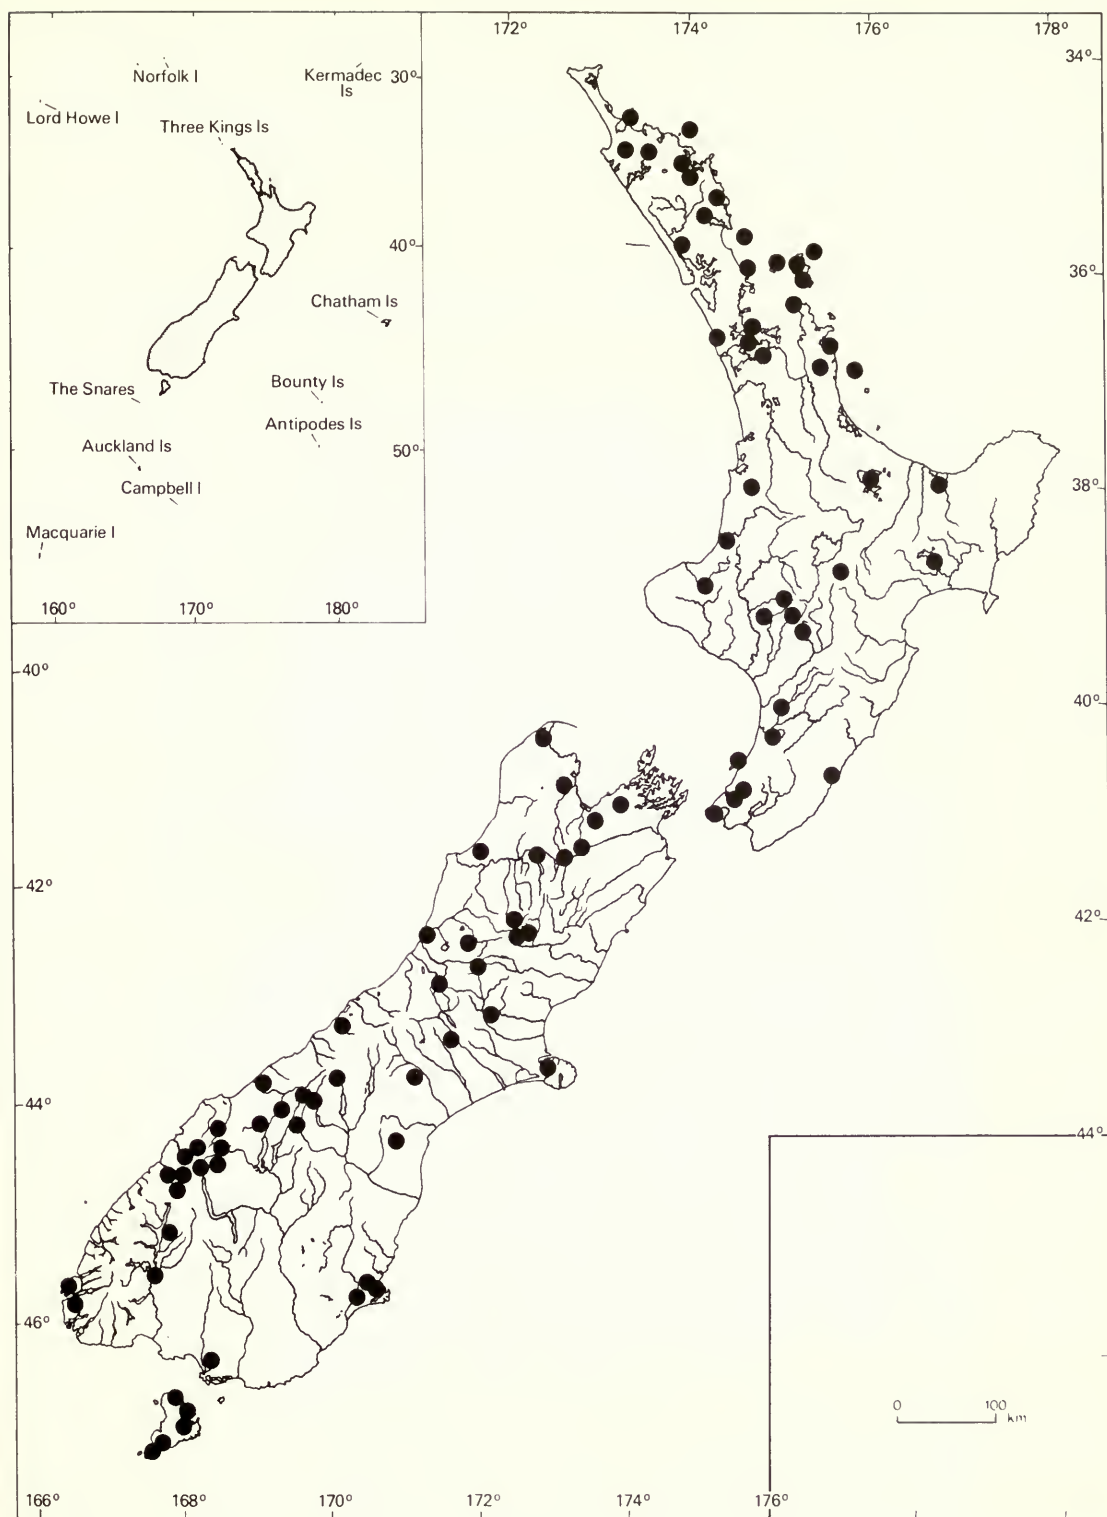 172° 174° 176° 178°
34°
Norfolk I
Kermadec Is
30°
Lord Howe I
Three Kings Is
40°
36°
Chatham Is
The Snares
Bounty Is
Antipodes Is
Auckland Is
50°
Campbell I
38°
Macquarie I
160° 170° 180°
40°
40°
42°
42°
44°
44°
46°
0 100
km
166° 168° 170° 172° 174° 176°